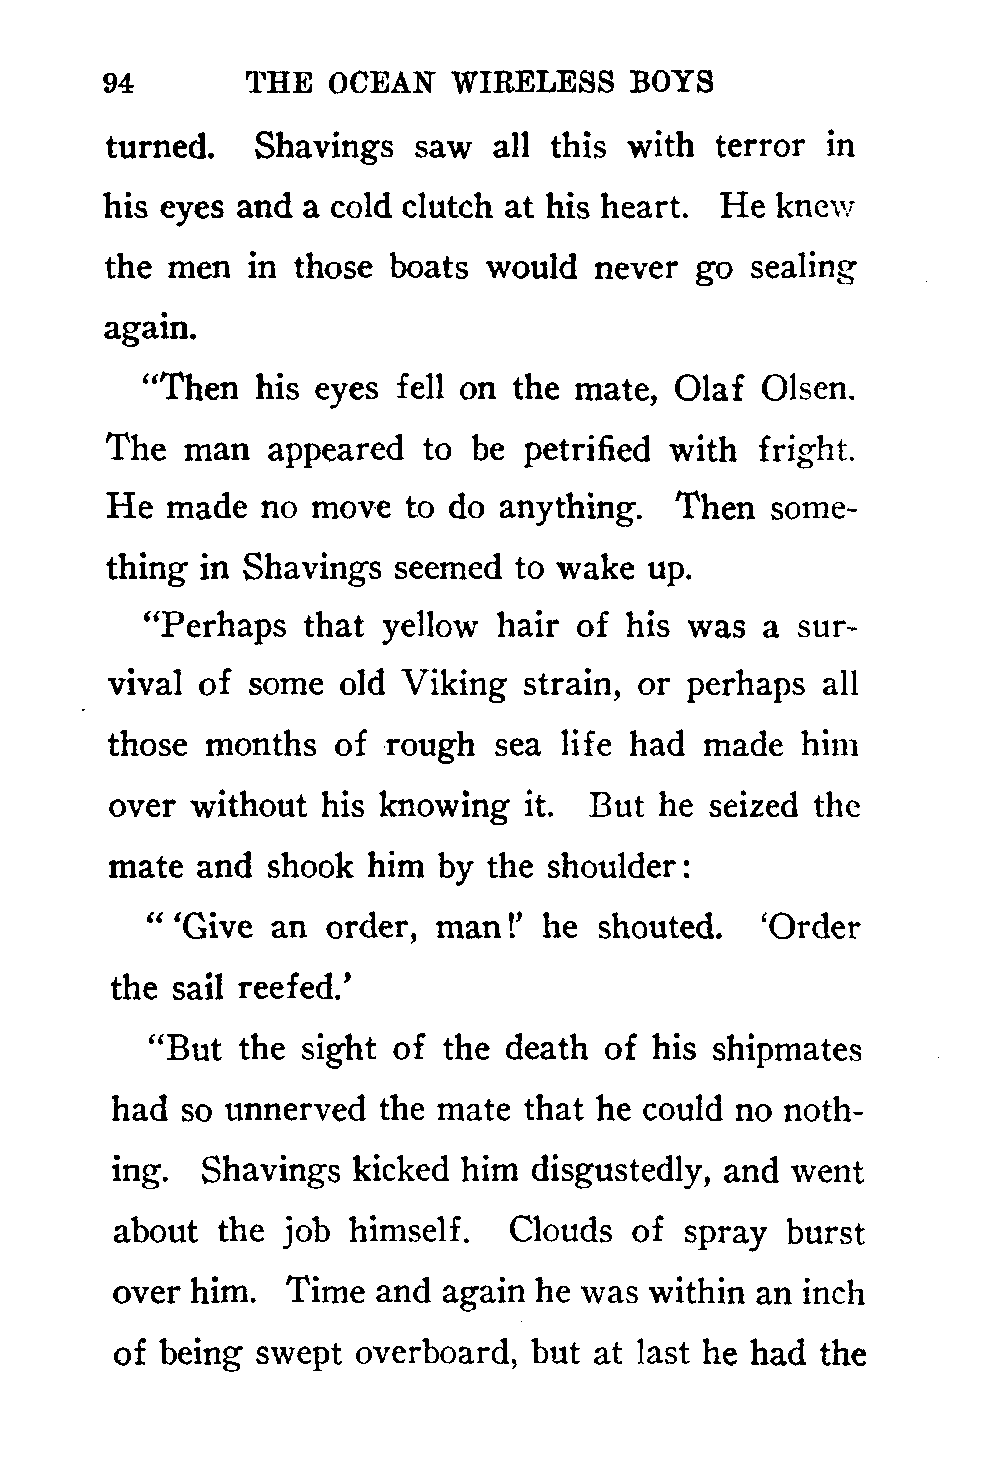 94 THE OCEAN WIRELESS BOYS
turned. Shavings saw all this with terror in
his eyes and a cold clutch at his heart. He knew
the men in those boats would never go sealing
again.
“Then his eyes fell on the mate, Olaf Olsen.
The man appeared to be petrified with fright.
He made no move to do anything. Then some-
thing in Shavings seemed to wake up.
“Perhaps that yellow hair of his was a sur-
vival of some old Viking strain, or perhaps all
those months of rough sea life had made him
over without his knowing it. But he seized the
mate and shook him by the shoulder:
“ ‘Give an order, man!’ he shouted. ‘Order
the sail reefed.’
“But the sight of the death of his shipmates
had so unnerved the mate that he could no noth-
ing. Shavings kicked him disgustedly, and went
about the job himself. Clouds of spray burst
over him. Time and again he was within an inch
of being swept overboard, but at last he had the